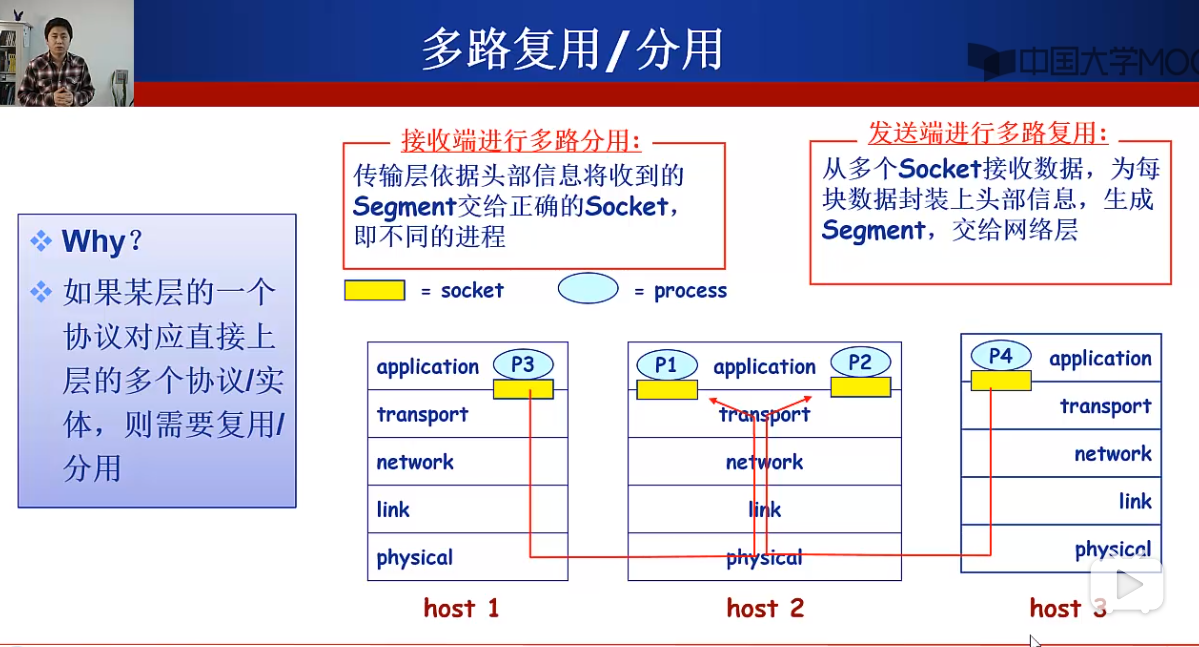 多路复用/分用
中国大学MOO
接收端进行多路分用:
传输层依据头部信息将收到的
Segment交给正确的Socket,
即不同的进程
发送端进行多路复用:
从多个Socket接收数据，为每
块数据封装上头部信息，生成
Segment，交给网络层
Why？
如果某层的一个
协议对应直接上
层的多个协议/实
体，则需要复用/
分用
= socket
= process
application
P3
transport
network
link
physical
host 1
P1
application
P2
transport
network
link
physical
host 2
P4
application
transport
network
link
physical
host 3